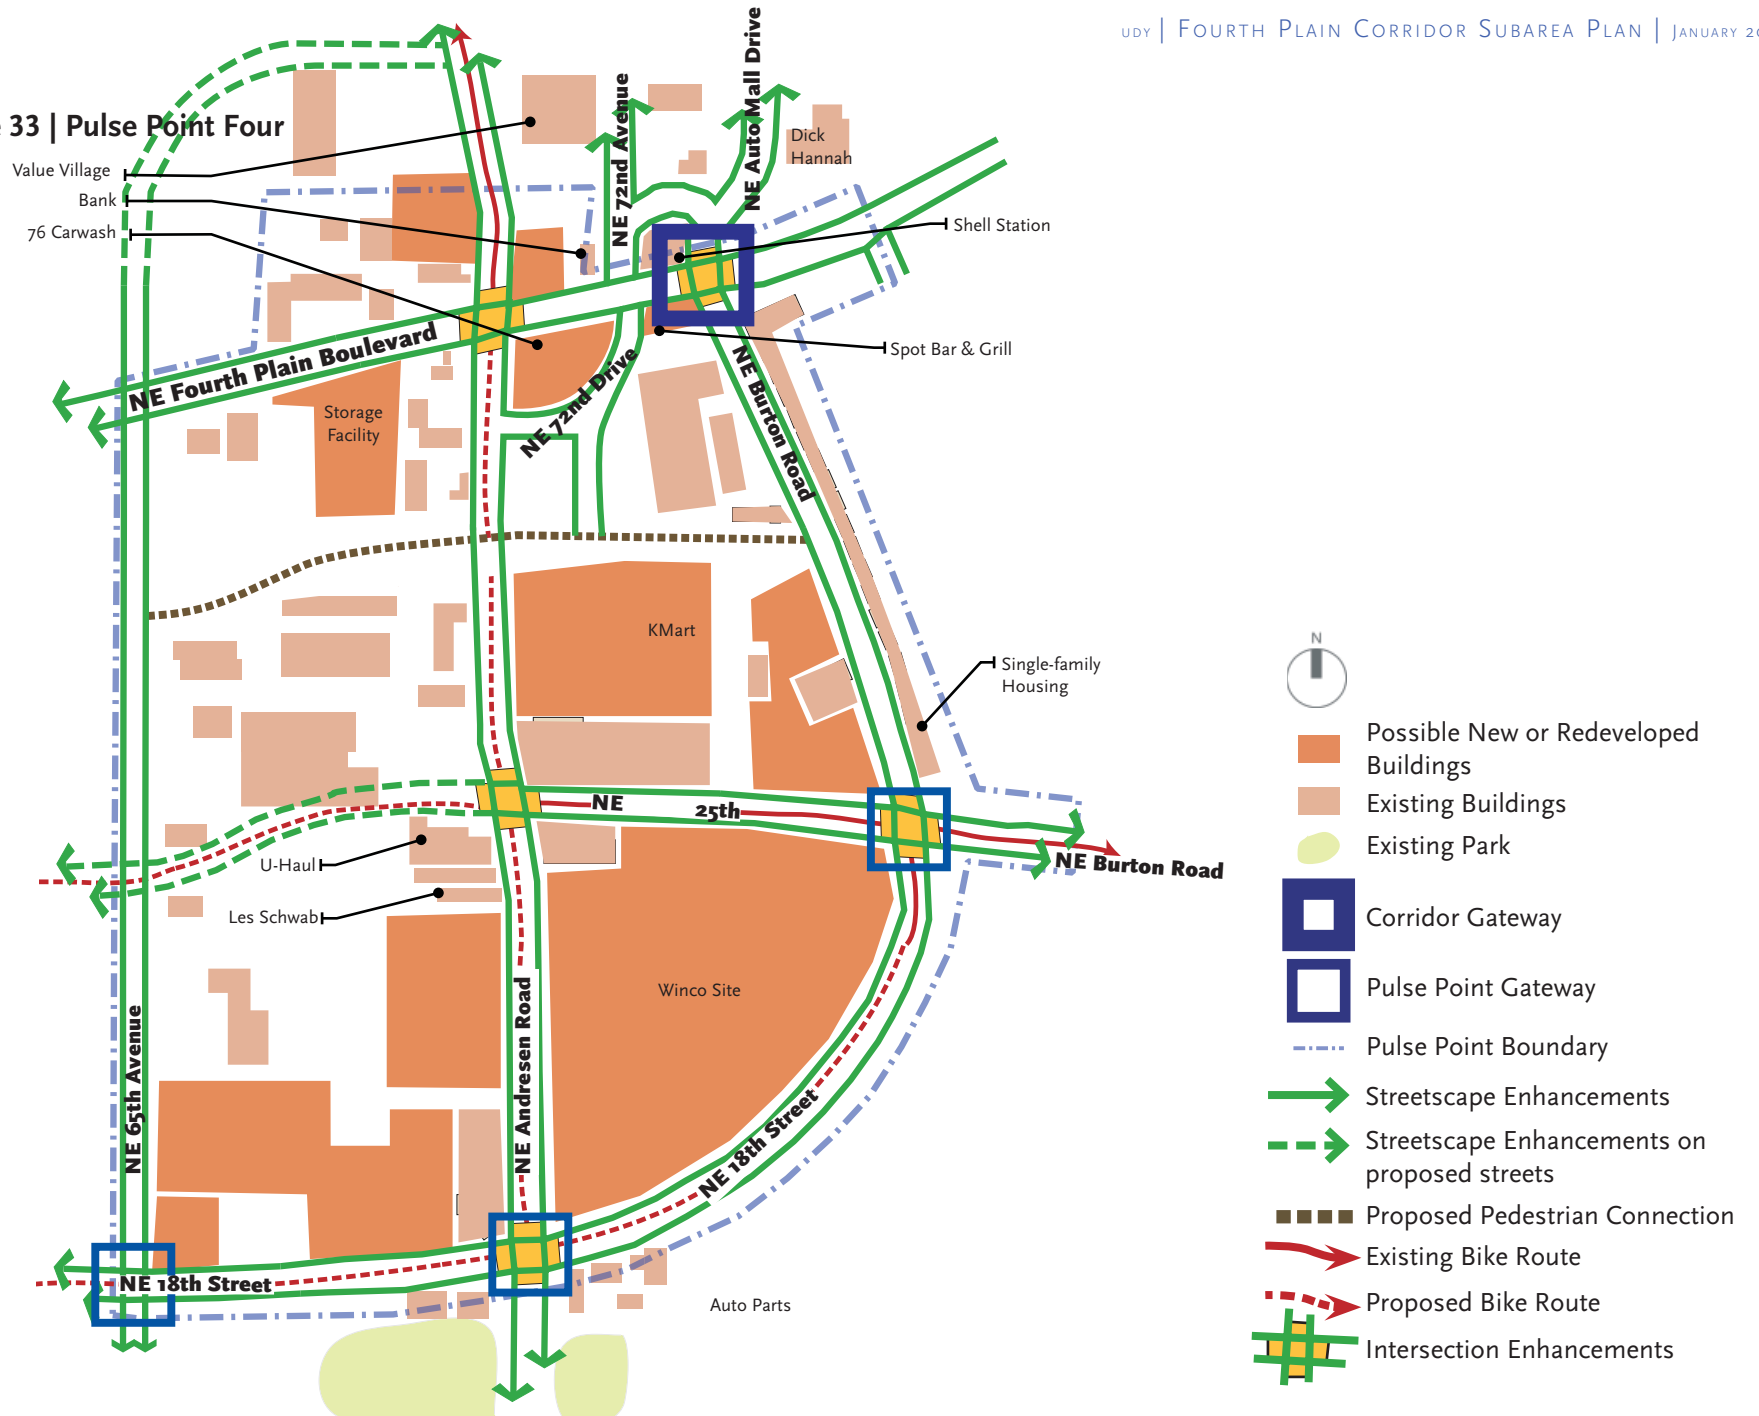 UDY | FOURTH PLAIN CORRIDOR SUBAREA PLAN | JANUARY 20
33 | Pulse Point Four
Value Village
Bank
76 Carwash
NE 72nd Avenue
NE Auto Mall Drive
Dick
Hannah
Shell Station
Spot Bar & Grill
NE Fourth Plain Boulevard
NE 72nd Drive
NE Burton Road
Storage
Facility
KMart
Single-family
Housing
NE 25th
NE Burton Road
U-Haul
Les Schwab
Winco Site
NE 65th Avenue
NE Andresen Road
NE 18th Street
NE 18th Street
Auto Parts
N
Possible New or Redeveloped
Buildings
Existing Buildings
Existing Park
Corridor Gateway
Pulse Point Gateway
Pulse Point Boundary
Streetscape Enhancements
Streetscape Enhancements on
proposed streets
Proposed Pedestrian Connection
Existing Bike Route
Proposed Bike Route
Intersection Enhancements